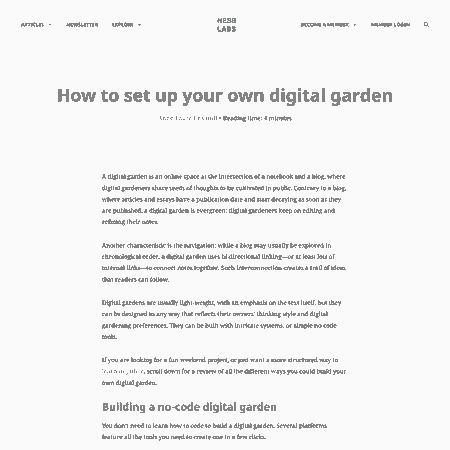 ARTICLES
NEWSLETTER
EXPLORE
NESS
LABS
BECOME A MEMBER
MEMBER LOGIN
How to set up your own digital garden
• Reading time: 4 minutes
A digital garden is an online space at the intersection of a notebook and a blog, where
digital gardeners share seeds of thoughts to be cultivated in public. Contrary to a blog,
where articles and essays have a publication date and start decaying as soon as they
are published, a digital garden is evergreen: digital gardeners keep on editing and
refining their notes.
Another characteristic is the navigation: while a blog may usually be explored in
chronological order, a digital garden uses bi-directional linking—or at least lots of
internal links—to connect notes together. Such interconnection creates a trail of ideas
that readers can follow.
Digital gardens are usually light-weight, with an emphasis on the text itself, but they
can be designed in any way that reflects their owners' thinking style and digital
gardening preferences. They can be built with intricate systems, or simple no code
tools.
If you are looking for a fun weekend project, or just want a more structured way to
, scroll down for a review of all the different ways you could build your
own digital garden.
Building a no-code digital garden
You don't need to learn how to code to build a digital garden. Several platforms
feature all the tools you need to create one in a few clicks.